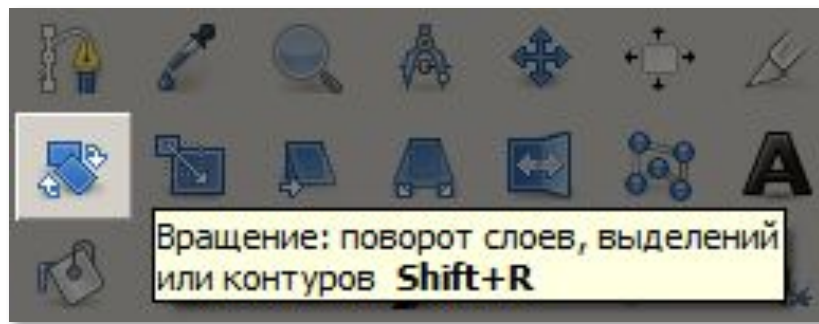 Вращение: поворот слоев, выделений
или контуров Shift+R